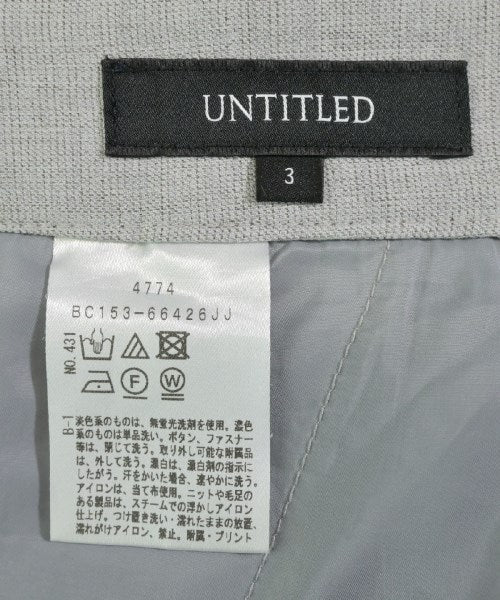 UNTITLED
3
4774
BC153-66426JJ
NO.431
B-1
淡色系のものは、無蛍光洗剤を使用。濃色
系のものは単品洗い。ボタン、ファスナー
等は、閉じて洗う。取り外し可能な附属品
は、外して洗う。漂白は、漂白剤の指示に
したがう。汗をかいた場合、速やかに洗う。
アイロンは、当て布使用。ニットや毛足の
ある製品は、スチームでの浮かしアイロン
仕上げ。つけ置き洗い・濡れたままの放置、
濡れがけアイロン、禁止。附属・プリント
F
W